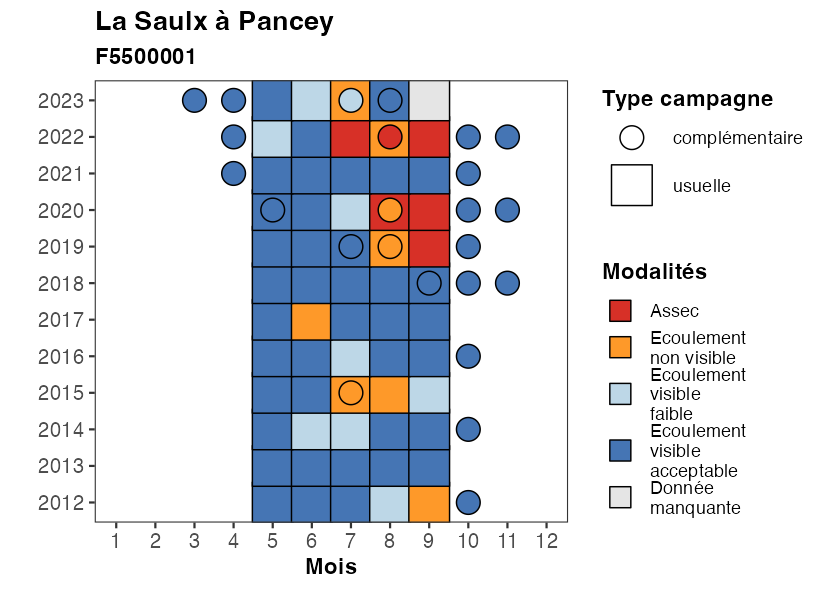 La Saulx à Pancey
F5500001
2023
2022
2021
2020
2019
2018
2017
2016
2015
2014
2013
2012
1 2 3 4 5 6 7 8 9 10 11 12
Mois
Type campagne
complémentaire
usuelle
Modalités
Assec
Ecoulement
non visible
Ecoulement
visible
faible
Ecoulement
visible
acceptable
Donnée
manquante